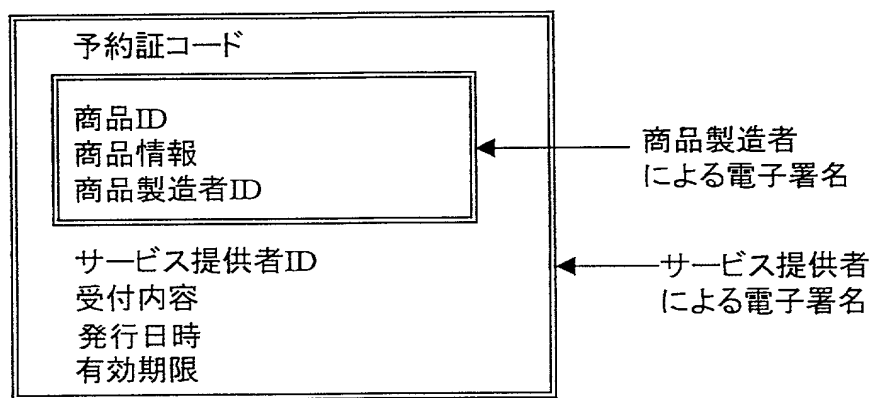 予約証コード
商品ID
商品情報
商品製造者ID
商品製造者
による電子署名
サービス提供者ID
受付内容
発行日時
有効期限
サービス提供者
による電子署名